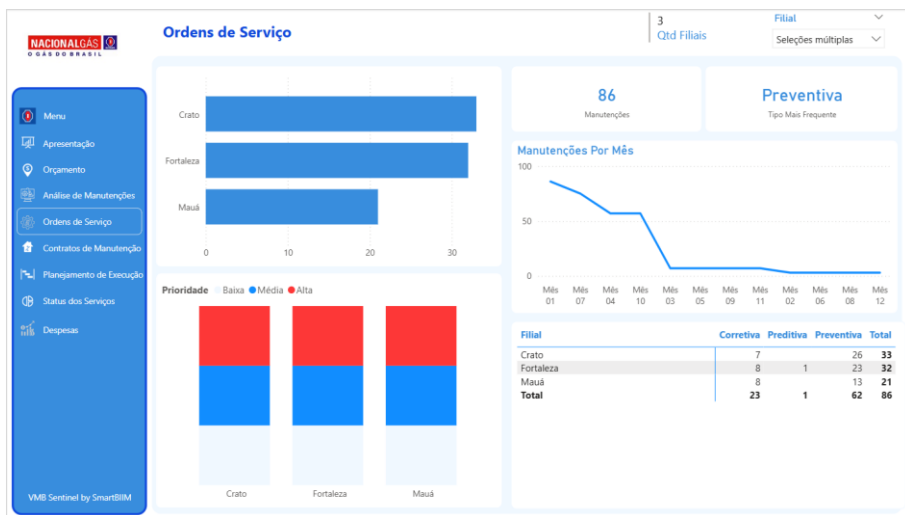 NACIONALGÁS
O GÁS DO BRASIL
Ordens de Serviço
3
Qtd Filiais
Filial
Seleções múltiplas
Menu
Apresentação
Orçamento
Análise de Manutenções
Ordens de Serviço
Contratos de Manutenção
Planejamento de Execução
Status dos Serviços
Despesas
VMB Sentinel by SmartBIIM
Crato
Fortaleza
Mauá
0 10 20 30
86
Manutenções
Preventiva
Tipo Mais Frequente
Manutenções Por Mês
100
50
0
Mês 01 Mês 07 Mês 04 Mês 10 Mês 03 Mês 05 Mês 09 Mês 11 Mês 02 Mês 06 Mês 08 Mês 12
Prioridade Baixa Média Alta
Crato Fortaleza Mauá
Filial Corretiva Preditiva Preventiva Total
Crato 7 26 33
Fortaleza 8 1 23 32
Mauá 8 13 21
Total 23 1 62 86